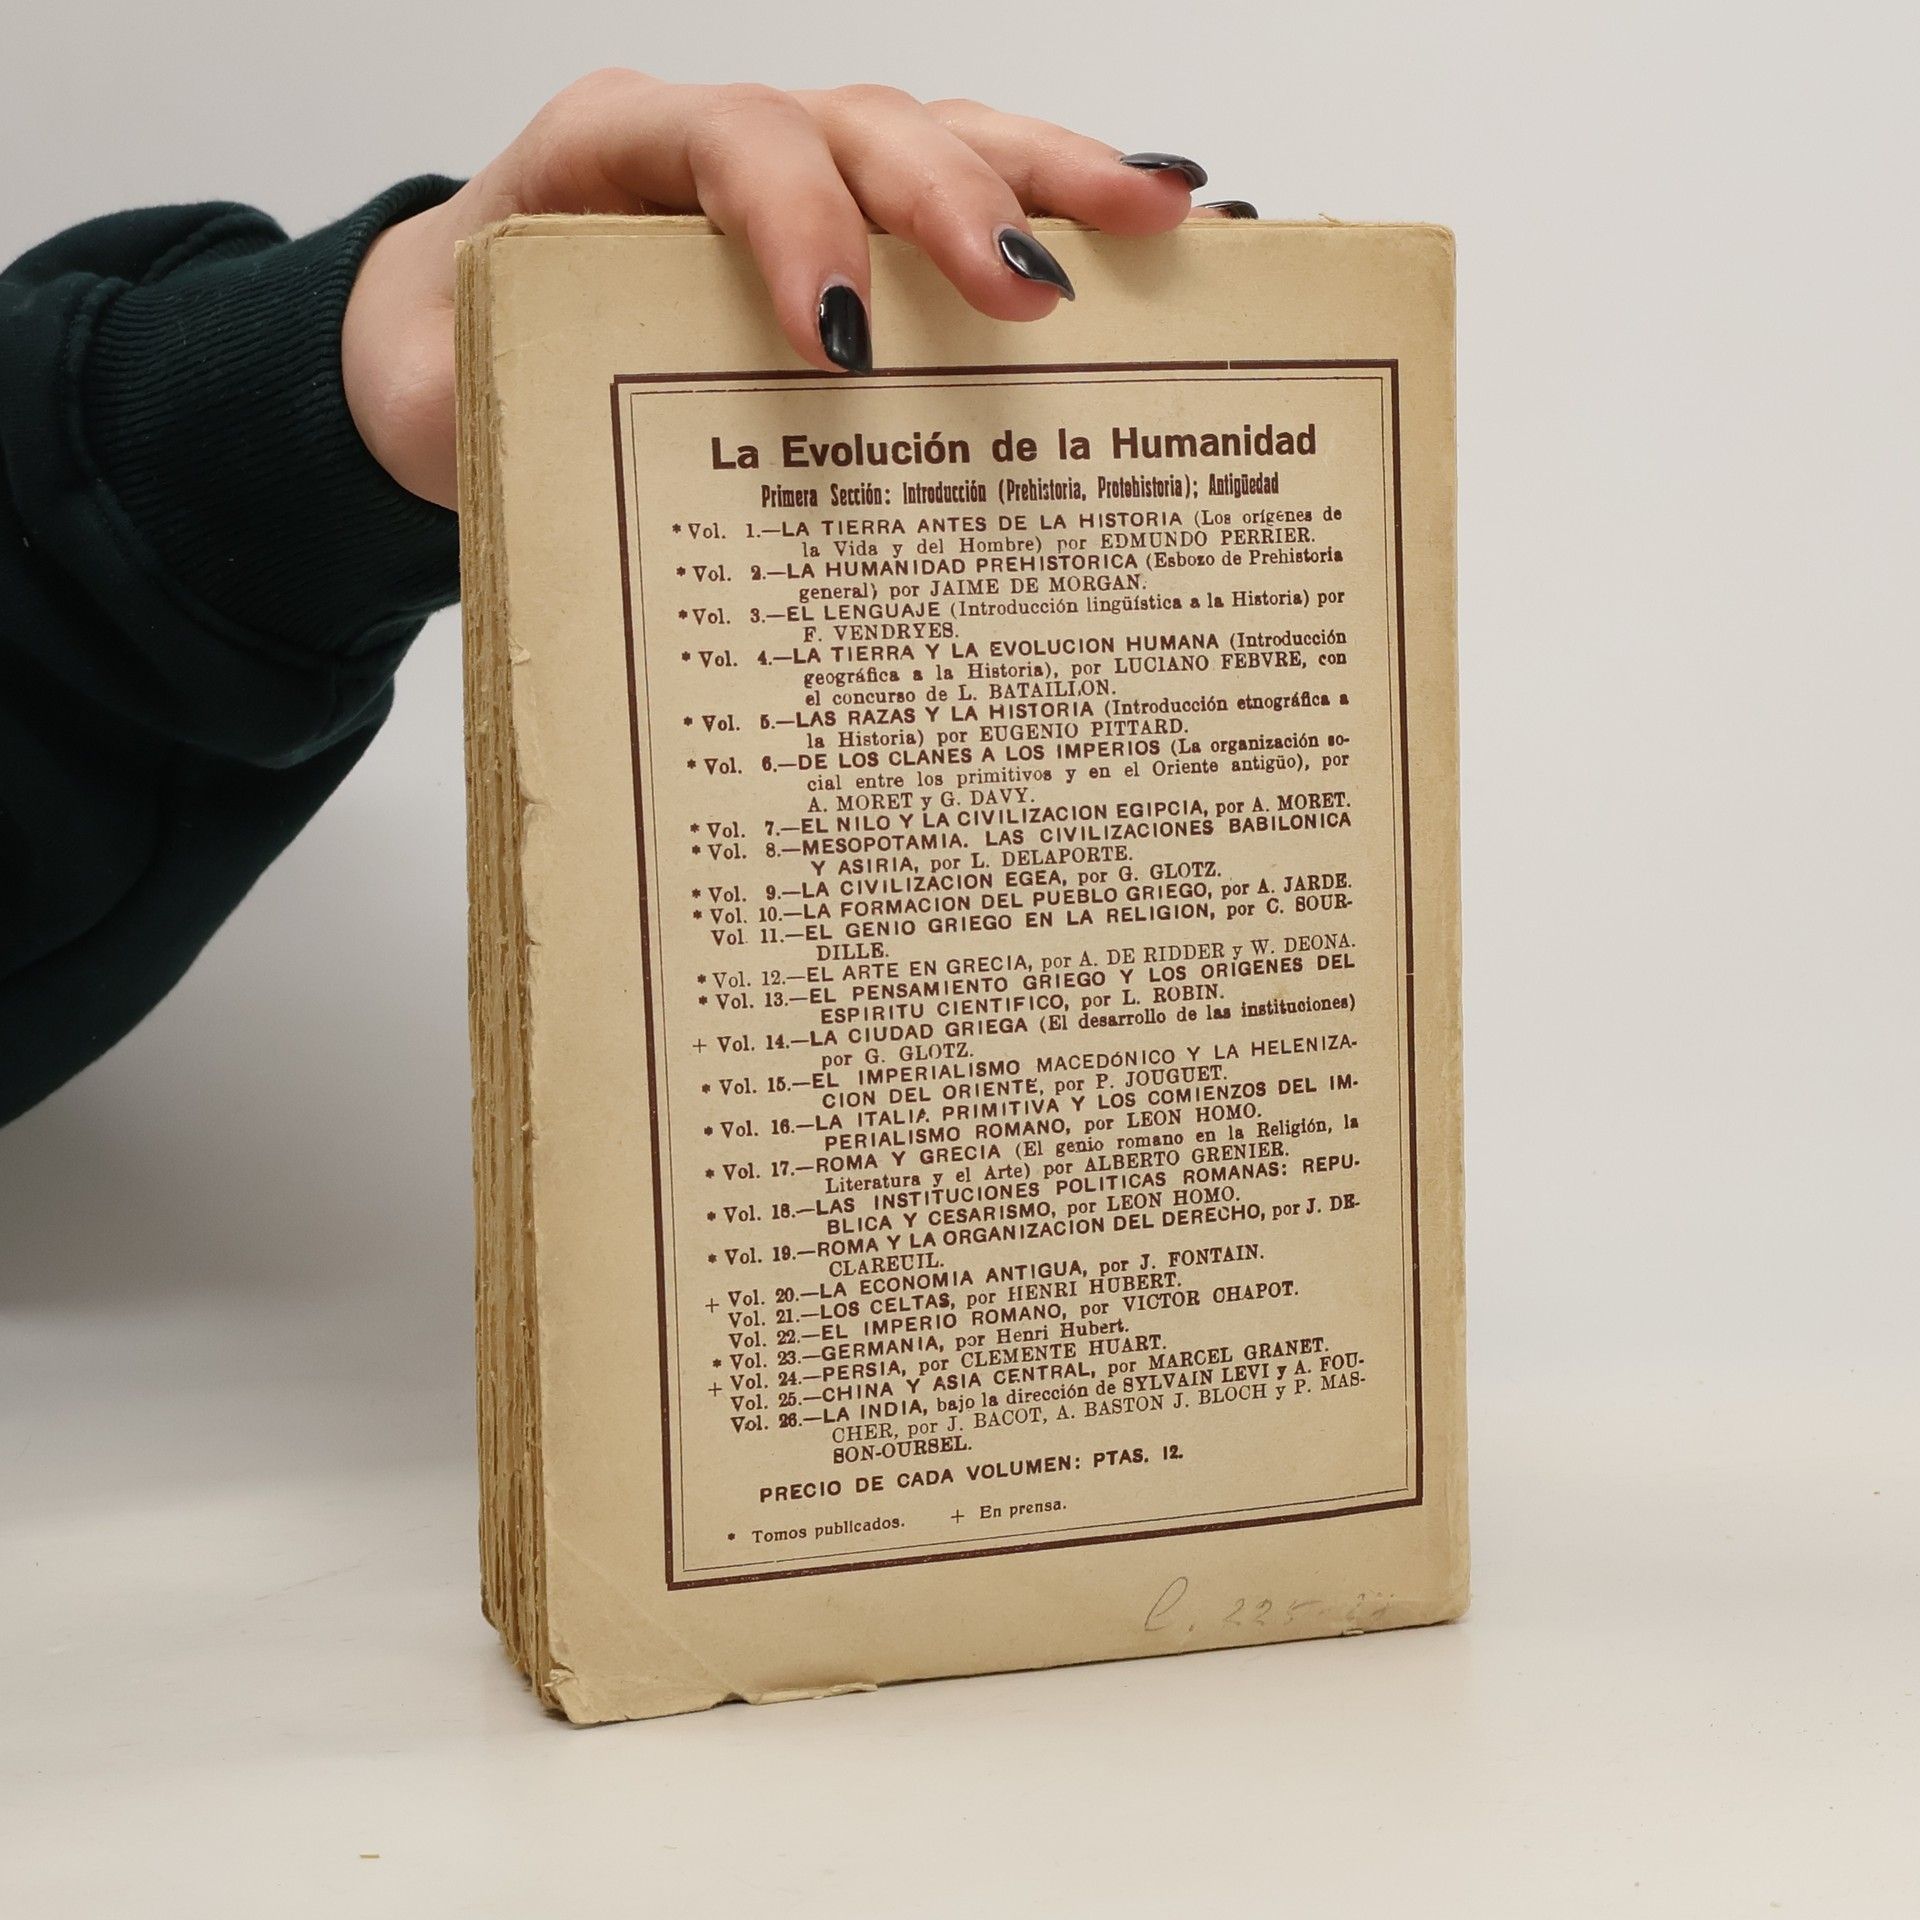 La Evolución de la Humanidad
Primera Sección: Introducción (Prehistoria, Protohistoria); Antigüedad
* Vol. 1.—LA TIERRA ANTES DE LA HISTORIA (Los orígenes de
la Vida y del Hombre) por EDMUNDO PERRIER.
* Vol. 2.—LA HUMANIDAD PREHISTORICA (Esbozo de Prehistoria
general) por JAIME DE MORGAN.
* Vol. 3.—EL LENGUAJE (Introducción lingüística a la Historia) por
F. VENDRYES.
* Vol. 4.—LA TIERRA Y LA EVOLUCION HUMANA (Introducción
geográfica a la Historia), por LUCIANO FEBVRE, con
el concurso de L. BATAILLON.
* Vol. 5.—LAS RAZAS Y LA HISTORIA (Introducción etnográfica a
la Historia) por EUGENIO PITTARD.
* Vol. 6.—DE LOS CLANES A LOS IMPERIOS (La organización so-
cial entre los primitivos y en el Oriente antigüo), por
A. MORET y G. DAVY.
* Vol. 7.—EL NILO Y LA CIVILIZACION EGIPCIA, por A. MORET.
* Vol. 8.—MESOPOTAMIA. LAS CIVILIZACIONES BABILONICA
Y ASIRIA, por L. DELAPORTE.
* Vol. 9.—LA CIVILIZACION EGEA, por G. GLOTZ.
* Vol. 10.—LA FORMACION DEL PUEBLO GRIEGO, por A. JARDE.
Vol. 11.—EL GENIO GRIEGO EN LA RELIGION, por C. SOUR-
DILLE.
* Vol. 12.—EL ARTE EN GRECIA, por A. DE RIDDER y W. DEONA.
* Vol. 13.—EL PENSAMIENTO GRIEGO Y LOS ORIGENES DEL
ESPIRITU CIENTIFICO, por L. ROBIN.
+ Vol. 14.—LA CIUDAD GRIEGA (El desarrollo de las instituciones)
por G. GLOTZ.
* Vol. 15.—EL IMPERIALISMO MACEDÓNICO Y LA HELENIZA-
CION DEL ORIENTE, por P. JOUGUET.
* Vol. 16.—LA ITALIA PRIMITIVA Y LOS COMIENZOS DEL IM-
PERIALISMO ROMANO, por LEON HOMO.
* Vol. 17.—ROMA Y GRECIA (El genio romano en la Religión, la
Literatura y el Arte) por ALBERTO GRENIER.
* Vol. 18.—LAS INSTITUCIONES POLITICAS ROMANAS: REPU-
BLICA Y CESARISMO, por LEON HOMO.
* Vol. 19.—ROMA Y LA ORGANIZACION DEL DERECHO, por J. DE-
CLAREUIL.
+ Vol. 20.—LA ECONOMIA ANTIGUA, por J. FONTAIN.
Vol. 21.—LOS CELTAS, por HENRI HUBERT.
Vol. 22.—EL IMPERIO ROMANO, por VICTOR CHAPOT.
* Vol. 23.—GERMANIA, por Henri Hubert.
+ Vol. 24.—PERSIA, por CLEMENTE HUART.
Vol. 25.—CHINA Y ASIA CENTRAL, por MARCEL GRANET.
Vol. 26.—LA INDIA, bajo la dirección de SYLVAIN LEVI y A. FOU-
CHER, por J. BACOT, A. BASTON J. BLOCH y P. MAS-
SON-OURSEL.
PRECIO DE CADA VOLUMEN: PTAS. 12.
* Tomos publicados. + En prensa.